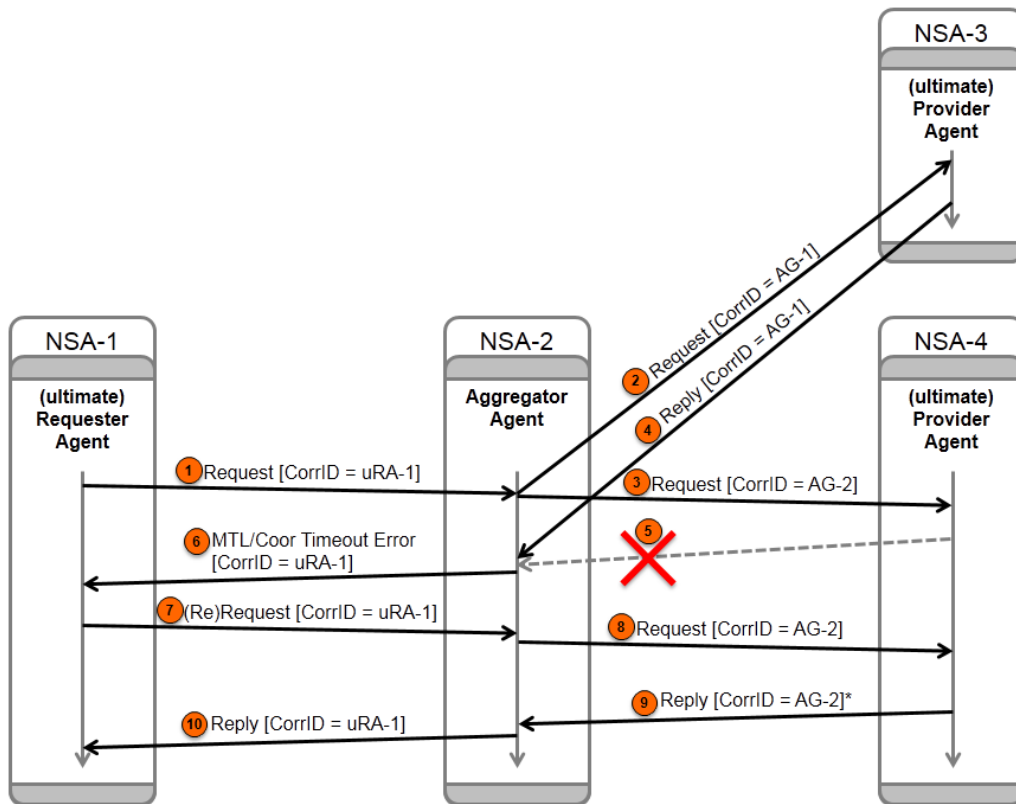 NSA-3
(ultimate)
Provider
Agent
NSA-1
(ultimate)
Requester
Agent
NSA-2
Aggregator
Agent
NSA-4
(ultimate)
Provider
Agent
1 Request [CorrID = uRA-1]
2 Request [CorrID = AG-1]
3 Request [CorrID = AG-2]
4 Reply [CorrID = AG-1]
5
6 MTL/Coor Timeout Error
[CorrID = uRA-1]
7 (Re)Request [CorrID = uRA-1]
8 Request [CorrID = AG-2]
9 Reply [CorrID = AG-2]*
10 Reply [CorrID = uRA-1]